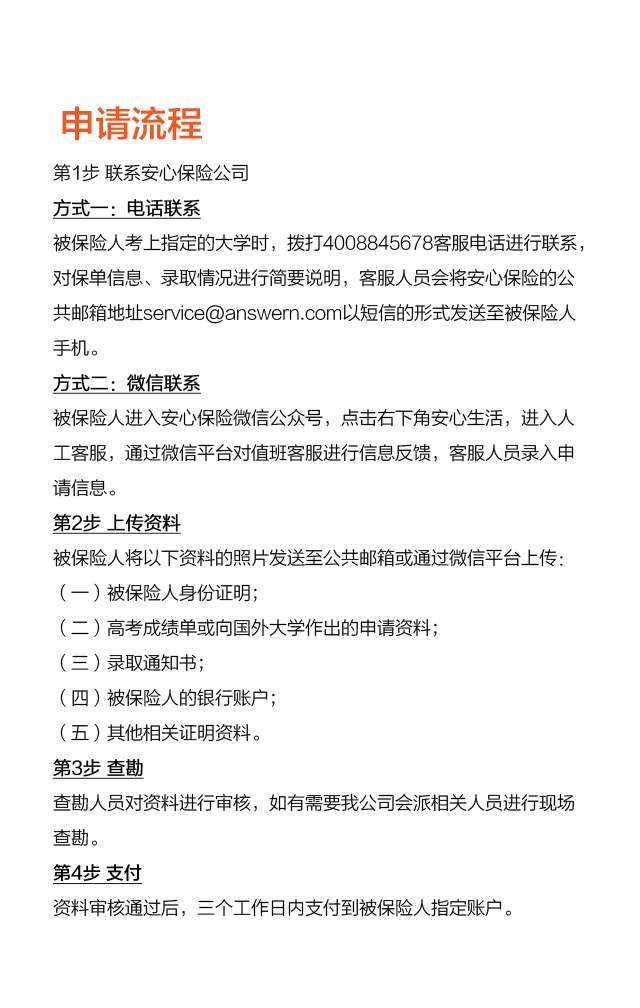 申请流程
第1步 联系安心保险公司
方式一：电话联系
被保险人考上指定的大学时，拨打4008845678客服电话进行联系，
对保单信息、录取情况进行简要说明，客服人员会将安心保险的公
共邮箱地址service@answern.com以短信的形式发送至被保险人
手机。
方式二：微信联系
被保险人进入安心保险微信公众号，点击右下角安心生活，进入人
工客服，通过微信平台对值班客服进行信息反馈，客服人员录入申
请信息。
第2步 上传资料
被保险人将以下资料的照片发送至公共邮箱或通过微信平台上传：
（一）被保险人身份证明；
（二）高考成绩单或向国外大学作出的申请资料；
（三）录取通知书；
（四）被保险人的银行账户；
（五）其他相关证明资料。
第3步 查勘
查勘人员对资料进行审核，如有需要我公司会派相关人员进行现场
查勘。
第4步 支付
资料审核通过后，三个工作日内支付到被保险人指定账户。